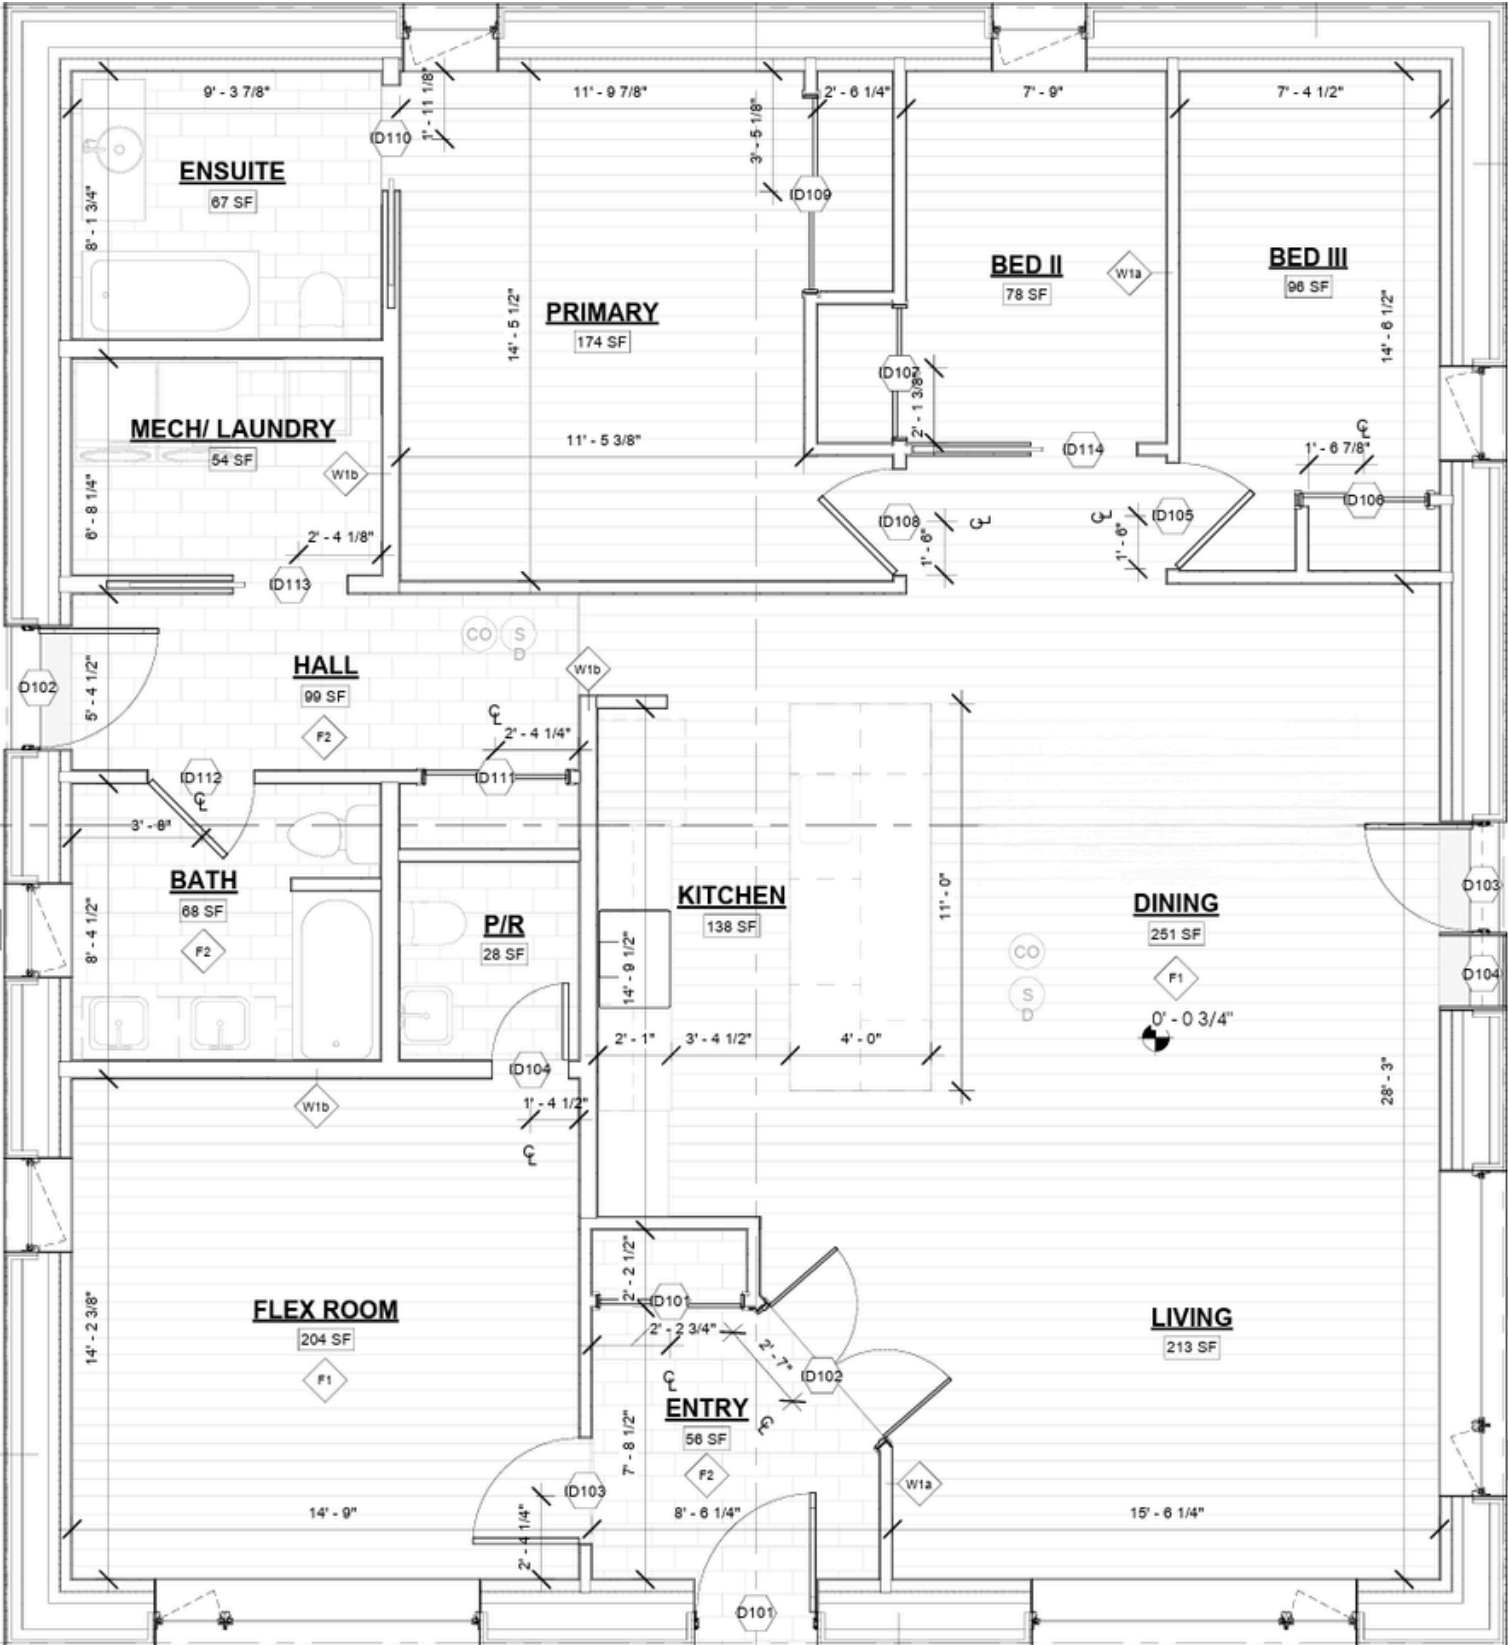 9' - 3 7/8"
11' - 9 7/8"
2' - 6 1/4"
7' - 9"
7' - 4 1/2"
1' - 11 1/8"
3' - 5 1/8"
ID110
ENSUITE
67 SF
8' - 1 3/4"
ID109
BED II
78 SF
W1a
BED III
96 SF
PRIMARY
174 SF
14' - 5 1/2"
14' - 6 1/2"
ID107
2' - 1 3/8"
MECH/ LAUNDRY
54 SF
W1b
11' - 5 3/8"
ID114
CL
1' - 6 7/8"
ID106
6' - 8 1/4"
2' - 4 1/8"
ID108
CL
1' - 6"
CL
ID105
1' - 6"
ID113
CO
S
D
HALL
99 SF
F2
W1b
D102
5' - 4 1/2"
CL
2' - 4 1/4"
ID112
CL
ID111
3' - 8"
BATH
68 SF
F2
8' - 4 1/2"
P/R
28 SF
KITCHEN
138 SF
11' - 0"
14' - 9 1/2"
DINING
251 SF
F1
0' - 0 3/4"
CO
S
D
D103
D104
2' - 1"
3' - 4 1/2"
4' - 0"
28' - 3"
ID104
1' - 4 1/2"
CL
W1b
2' - 2 1/2"
ID101
2' - 2 3/4"
CL
2' - 7"
CL
ID102
FLEX ROOM
204 SF
F1
14' - 2 3/8"
LIVING
213 SF
ENTRY
56 SF
F2
7' - 8 1/2"
W1a
ID103
2' - 4 1/4"
14' - 9"
8' - 6 1/4"
15' - 6 1/4"
D101